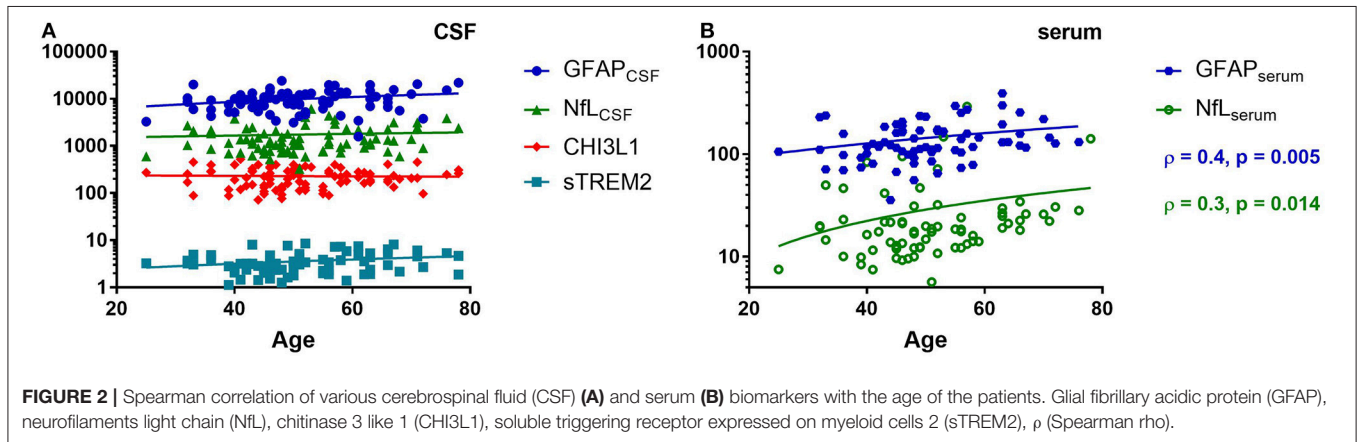 A
CSF
100000
10000
1000
100
10
1
20
40
60
80
Age
GFAPCSF
NfLCSF
CHI3L1
sTREM2
B
serum
1000
100
10
20
40
60
80
Age
GFAPserum
NfLserum
ρ = 0.4, p = 0.005
ρ = 0.3, p = 0.014
FIGURE 2 | Spearman correlation of various cerebrospinal fluid (CSF) (A) and serum (B) biomarkers with the age of the patients. Glial fibrillary acidic protein (GFAP),
neurofilaments light chain (NfL), chitinase 3 like 1 (CHI3L1), soluble triggering receptor expressed on myeloid cells 2 (sTREM2), ρ (Spearman rho).